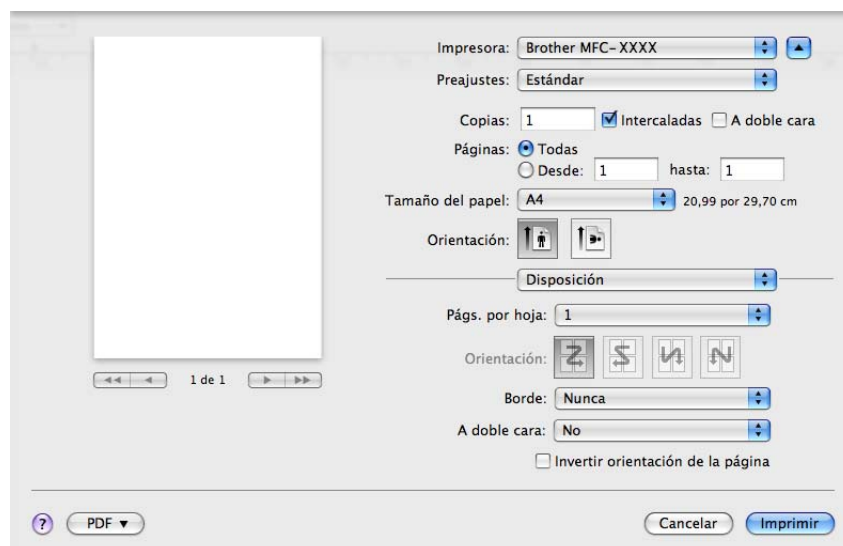 Impresora: Brother MFC-XXXX
Preajustes: Estándar
Copias: 1 Intercaladas A doble cara
Páginas: Todas
Desde: 1 hasta: 1
Tamaño del papel: A4 20,99 por 29,70 cm
Orientación:
Disposición
Págs. por hoja: 1
Orientación:
Borde: Nunca
A doble cara: No
Invertir orientación de la página
1 de 1
? PDF ▼ Cancelar Imprimir